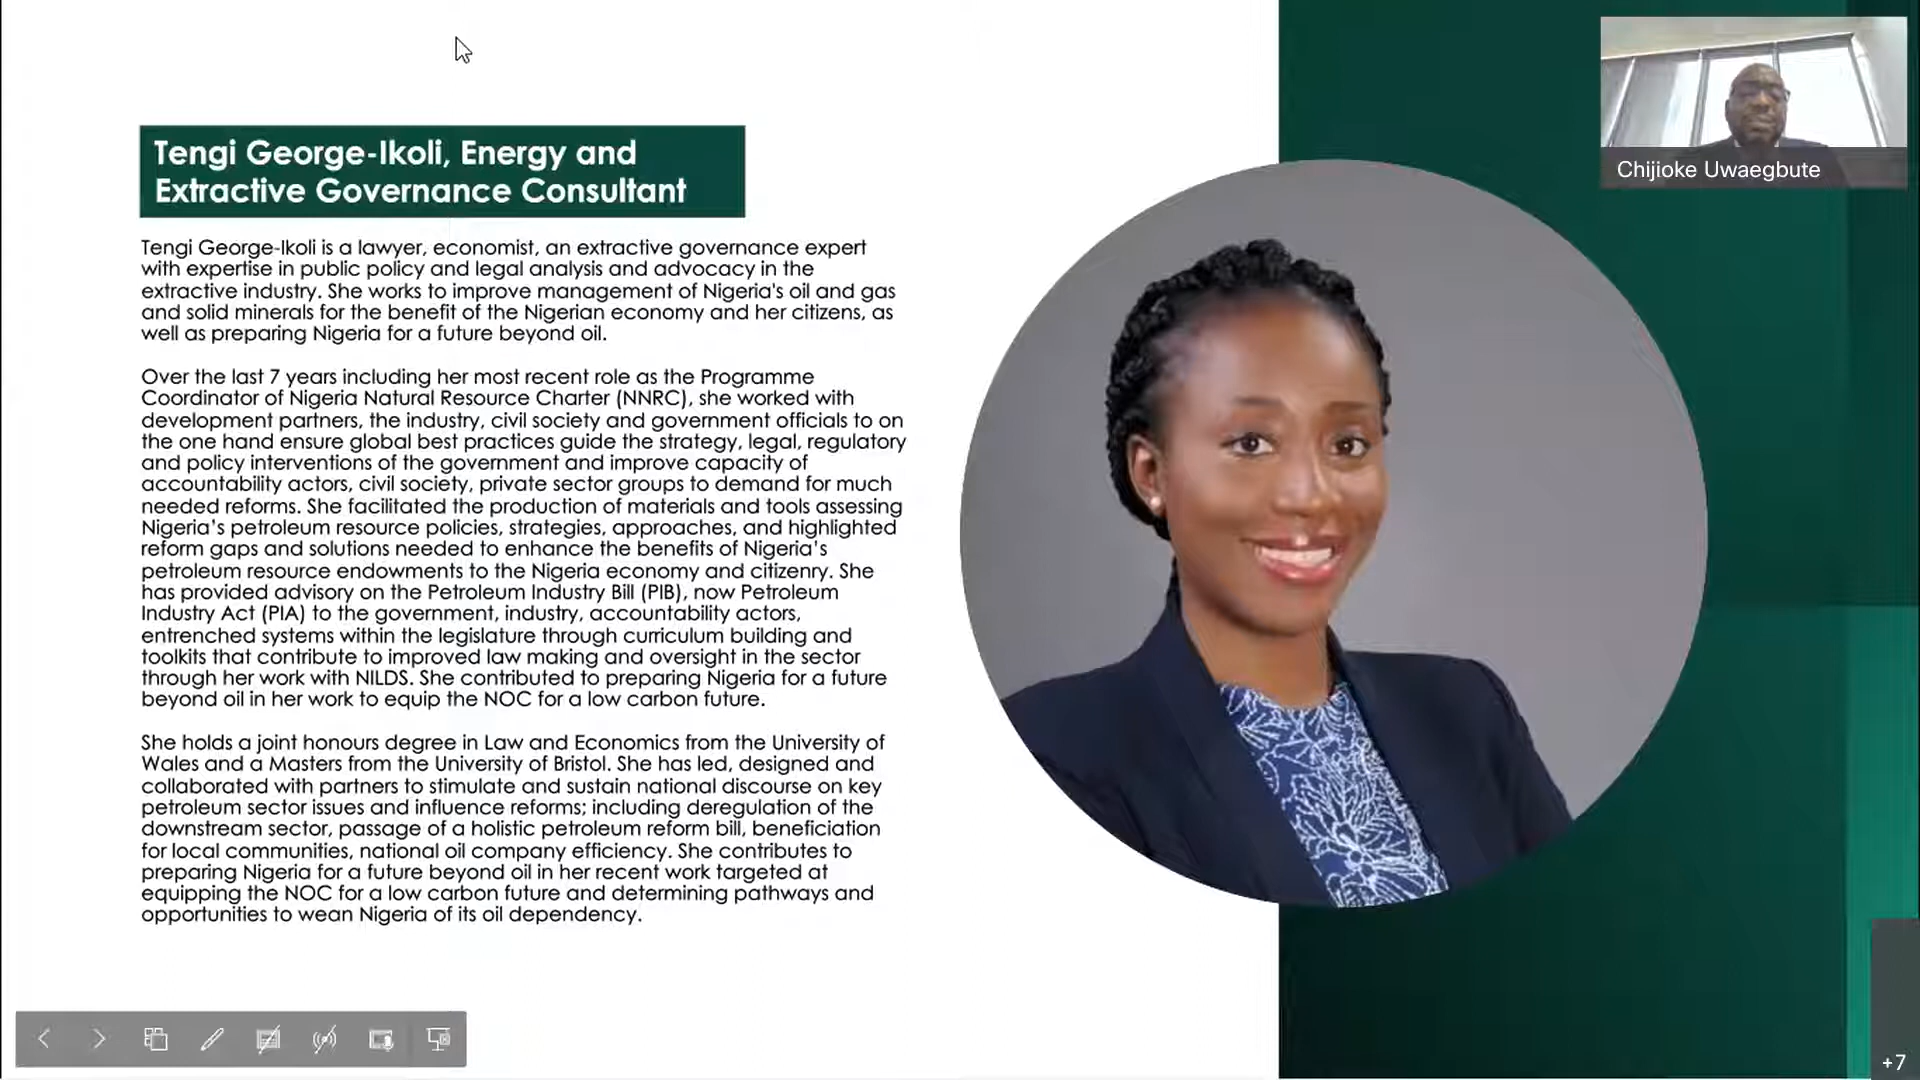 Tengi George-Ikoli, Energy and
Extractive Governance Consultant
Tengi George-Ikoli is a lawyer, economist, an extractive governance expert
with expertise in public policy and legal analysis and advocacy in the
extractive industry. She works to improve management of Nigeria's oil and gas
and solid minerals for the benefit of the Nigerian economy and her citizens, as
well as preparing Nigeria for a future beyond oil.
Over the last 7 years including her most recent role as the Programme
Coordinator of Nigeria Natural Resource Charter (NNRC), she worked with
development partners, the industry, civil society and government officials to on
the one hand ensure global best practices guide the strategy, legal, regulatory
and policy interventions of the government and improve capacity of
accountability actors, civil society, private sector groups to demand for much
needed reforms. She facilitated the production of materials and tools assessing
Nigeria’s petroleum resource policies, strategies, approaches, and highlighted
reform gaps and solutions needed to enhance the benefits of Nigeria’s
petroleum resource endowments to the Nigeria economy and citizenry. She
has provided advisory on the Petroleum Industry Bill (PIB), now Petroleum
Industry Act (PIA) to the government, industry, accountability actors,
entrenched systems within the legislature through curriculum building and
toolkits that contribute to improved law making and oversight in the sector
through her work with NILDS. She contributed to preparing Nigeria for a future
beyond oil in her work to equip the NOC for a low carbon future.
She holds a joint honours degree in Law and Economics from the University of
Wales and a Masters from the University of Bristol. She has led, designed and
collaborated with partners to stimulate and sustain national discourse on key
petroleum sector issues and influence reforms; including deregulation of the
downstream sector, passage of a holistic petroleum reform bill, beneficiation
for local communities, national oil company efficiency. She contributes to
preparing Nigeria for a future beyond oil in her recent work targeted at
equipping the NOC for a low carbon future and determining pathways and
opportunities to wean Nigeria of its oil dependency.
Chijioke Uwaegbute
+7